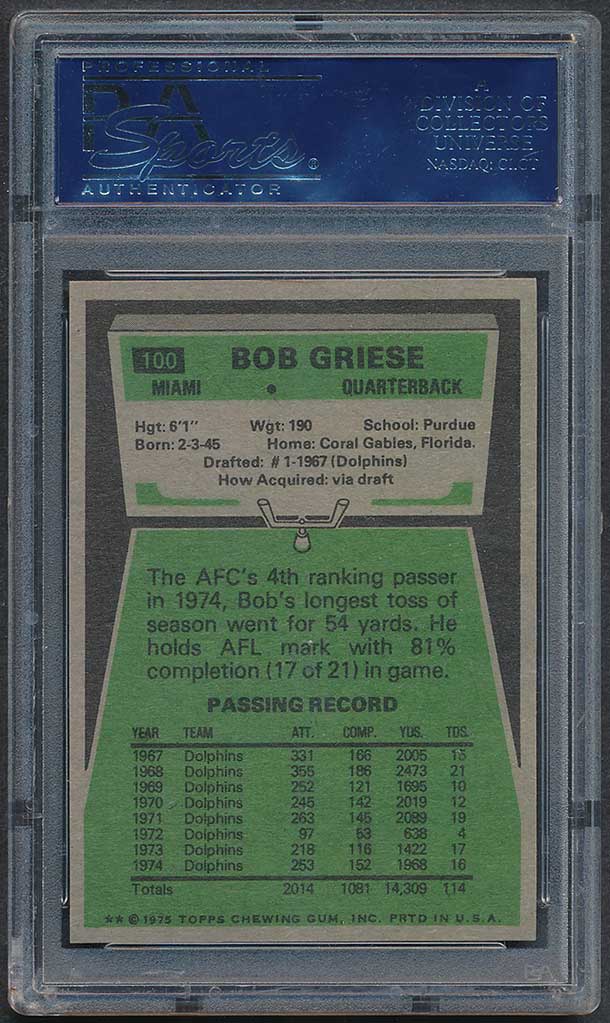 PROFESSIONAL
PSA
Sports®
AUTHENTICATOR
A
DIVISION OF
COLLECTORS
UNIVERSE
NASDAQ: CLCT
100 BOB GRIESE
MIAMI • QUARTERBACK
Hgt: 6'1" Wgt: 190 School: Purdue
Born: 2-3-45 Home: Coral Gables, Florida.
Drafted: #1-1967 (Dolphins)
How Acquired: via draft
The AFC's 4th ranking passer
in 1974, Bob's longest toss of
season went for 54 yards. He
holds AFL mark with 81%
completion (17 of 21) in game.
PASSING RECORD
YEAR TEAM ATT. COMP. YDS. TDS.
1967 Dolphins 331 166 2005 15
1968 Dolphins 355 186 2473 21
1969 Dolphins 252 121 1695 10
1970 Dolphins 245 142 2019 12
1971 Dolphins 263 145 2089 19
1972 Dolphins 97 53 638 4
1973 Dolphins 218 116 1422 17
1974 Dolphins 253 152 1968 16
Totals 2014 1081 14,309 114
** © 1975 TOPPS CHEWING GUM, INC. PRTD IN U.S.A.
PSA